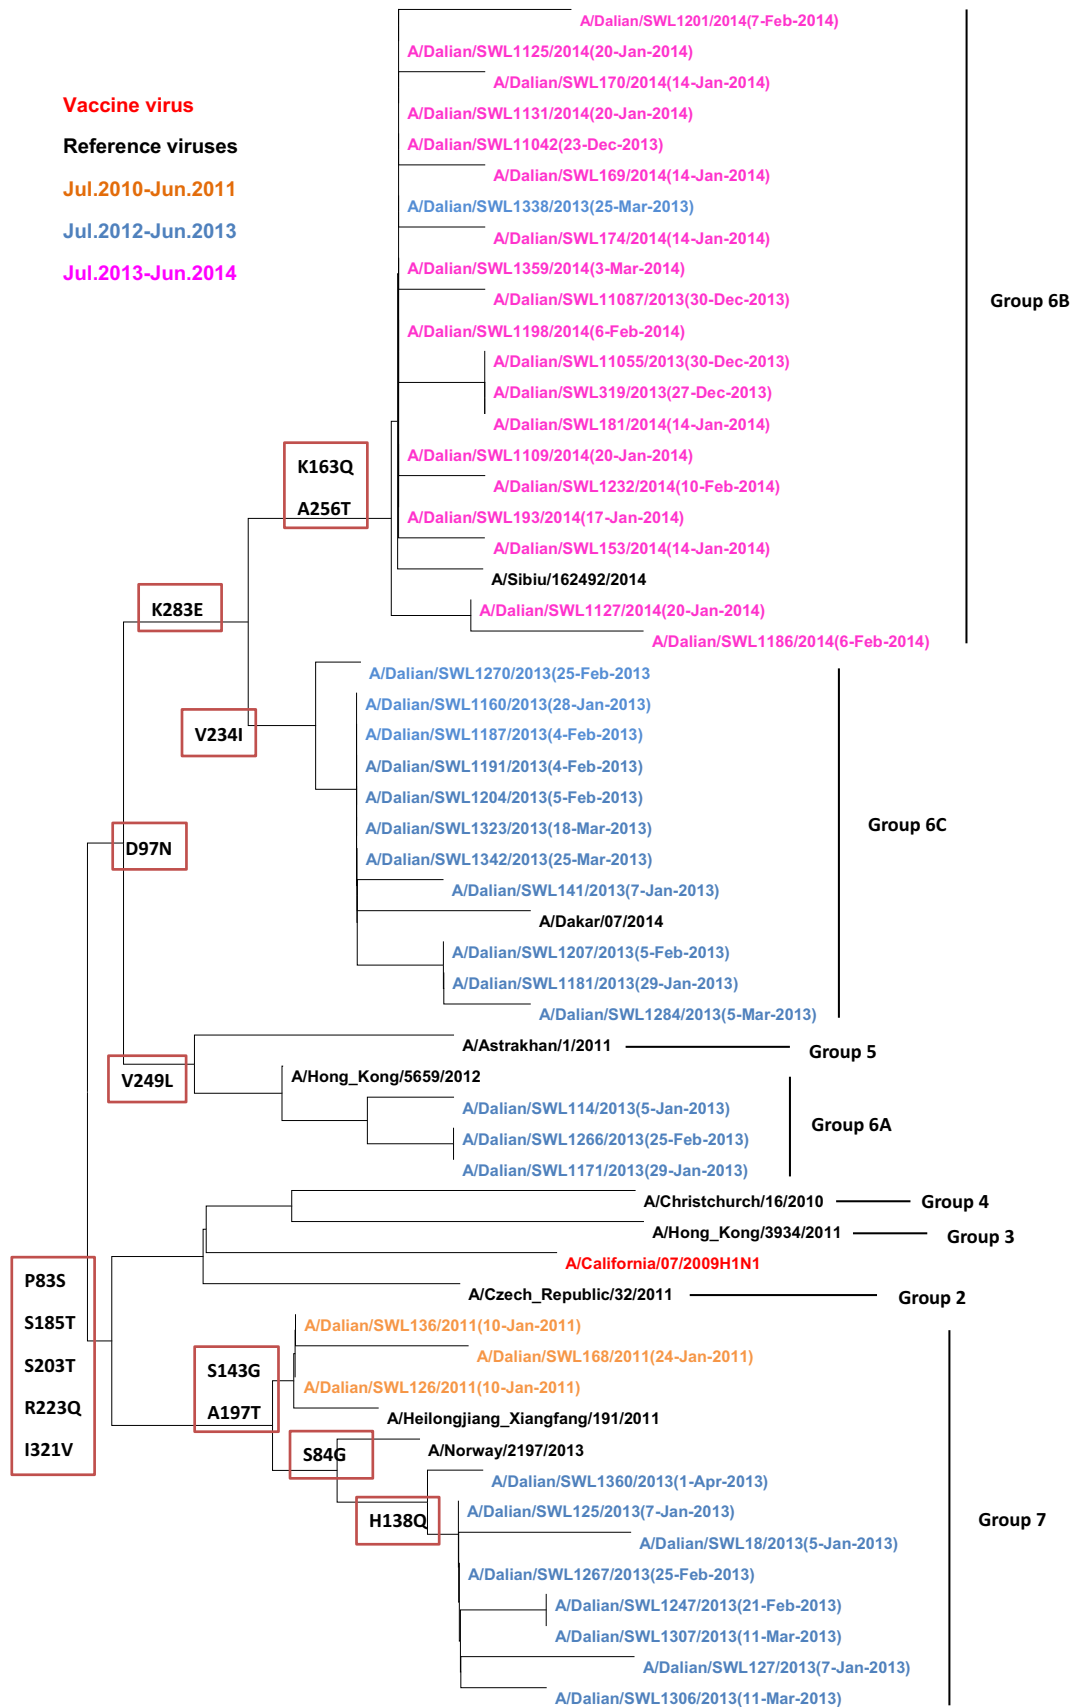 A/Dalian/SWL1201/2014(7-Feb-2014)
A/Dalian/SWL1125/2014(20-Jan-2014)
A/Dalian/SWL170/2014(14-Jan-2014)
Vaccine virus
A/Dalian/SWL1131/2014(20-Jan-2014)
Reference viruses
A/Dalian/SWL11042(23-Dec-2013)
A/Dalian/SWL169/2014(14-Jan-2014)
Jul.2010-Jun.2011
A/Dalian/SWL1338/2013(25-Mar-2013)
Jul.2012-Jun.2013
A/Dalian/SWL174/2014(14-Jan-2014)
A/Dalian/SWL1359/2014(3-Mar-2014)
Jul.2013-Jun.2014
A/Dalian/SWL11087/2013(30-Dec-2013)
Group 6B
A/Dalian/SWL1198/2014(6-Feb-2014)
A/Dalian/SWL11055/2013(30-Dec-2013)
A/Dalian/SWL319/2013(27-Dec-2013)
A/Dalian/SWL181/2014(14-Jan-2014)
A/Dalian/SWL1109/2014(20-Jan-2014)
K163Q
A/Dalian/SWL1232/2014(10-Feb-2014)
A256T
A/Dalian/SWL193/2014(17-Jan-2014)
A/Dalian/SWL153/2014(14-Jan-2014)
A/Sibiu/162492/2014
K283E
A/Dalian/SWL1127/2014(20-Jan-2014)
A/Dalian/SWL1186/2014(6-Feb-2014)
A/Dalian/SWL1270/2013(25-Feb-2013
A/Dalian/SWL1160/2013(28-Jan-2013)
V234I
A/Dalian/SWL1187/2013(4-Feb-2013)
A/Dalian/SWL1191/2013(4-Feb-2013)
A/Dalian/SWL1204/2013(5-Feb-2013)
Group 6C
A/Dalian/SWL1323/2013(18-Mar-2013)
D97N
A/Dalian/SWL1342/2013(25-Mar-2013)
A/Dalian/SWL141/2013(7-Jan-2013)
A/Dakar/07/2014
A/Dalian/SWL1207/2013(5-Feb-2013)
A/Dalian/SWL1181/2013(29-Jan-2013)
A/Dalian/SWL1284/2013(5-Mar-2013)
A/Astrakhan/1/2011
Group 5
V249L
A/Hong_Kong/5659/2012
A/Dalian/SWL114/2013(5-Jan-2013)
Group 6A
A/Dalian/SWL1266/2013(25-Feb-2013)
A/Dalian/SWL1171/2013(29-Jan-2013)
A/Christchurch/16/2010
Group 4
A/Hong_Kong/3934/2011
Group 3
A/California/07/2009H1N1
P83S
A/Czech_Republic/32/2011
Group 2
S185T
A/Dalian/SWL136/2011(10-Jan-2011)
S203T
A/Dalian/SWL168/2011(24-Jan-2011)
S143G
A/Dalian/SWL126/2011(10-Jan-2011)
R223Q
A197T
A/Heilongjiang_Xiangfang/191/2011
I321V
S84G
A/Norway/2197/2013
A/Dalian/SWL1360/2013(1-Apr-2013)
A/Dalian/SWL125/2013(7-Jan-2013)
H138Q
Group 7
A/Dalian/SWL18/2013(5-Jan-2013)
A/Dalian/SWL1267/2013(25-Feb-2013)
A/Dalian/SWL1247/2013(21-Feb-2013)
A/Dalian/SWL1307/2013(11-Mar-2013)
A/Dalian/SWL127/2013(7-Jan-2013)
A/Dalian/SWL1306/2013(11-Mar-2013)